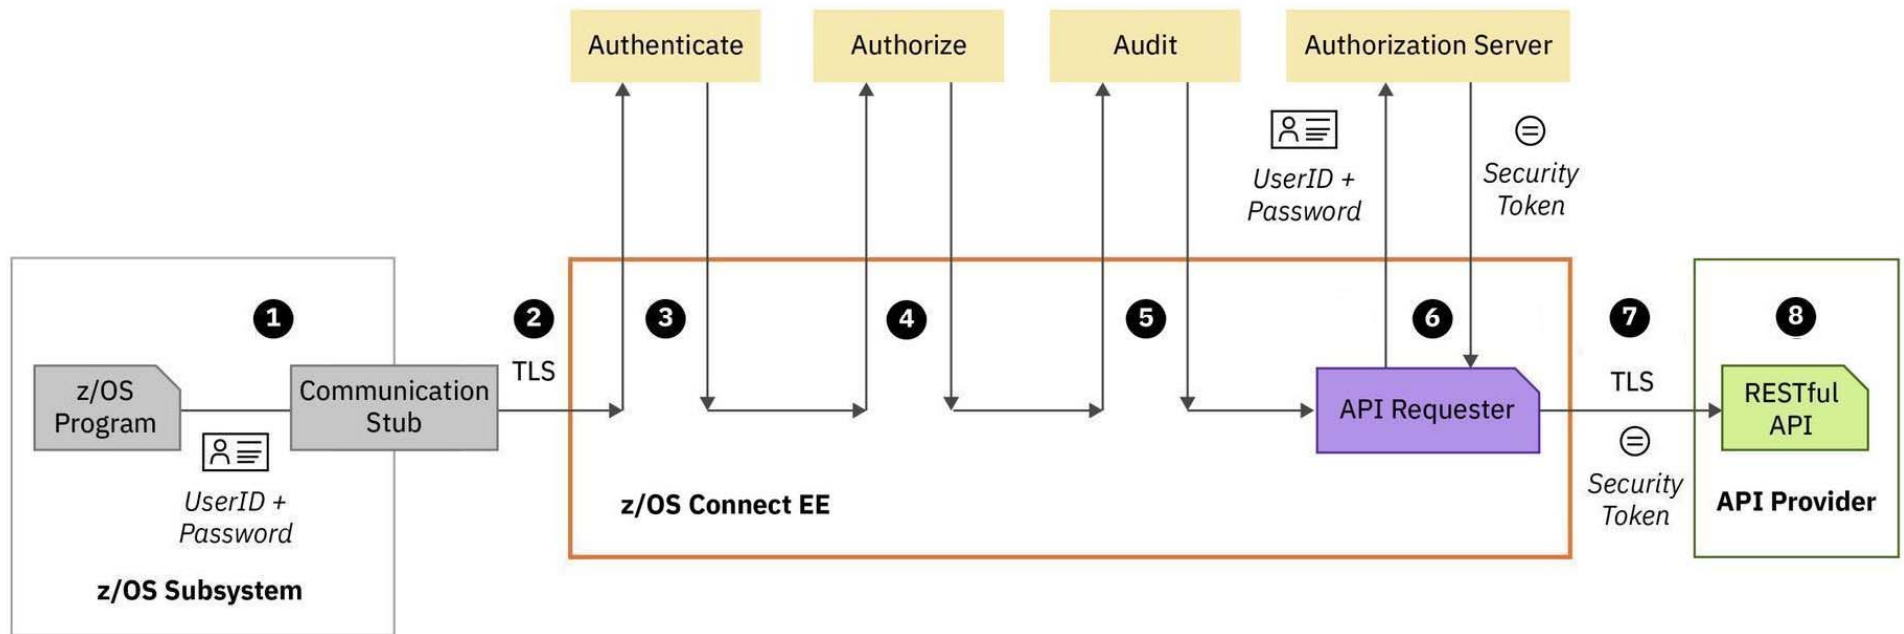 Authenticate
Authorize
Audit
Authorization Server
UserID +
Password
Security
Token
1
2
3
4
5
6
7
8
TLS
TLS
z/OS
Program
Communication
Stub
API Requester
RESTful
API
UserID +
Password
Security
Token
z/OS Connect EE
API Provider
z/OS Subsystem